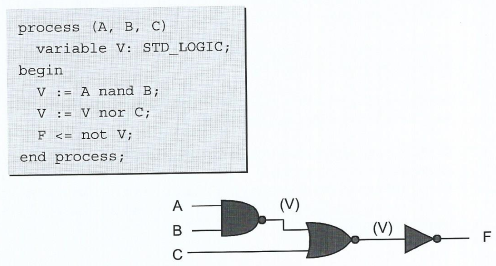 process (A, B, C)
  variable V: STD_LOGIC;
begin
  V := A nand B;
  V := V nor C;
  F <= not V;
end process;
A
(V)
B
(V)
F
C